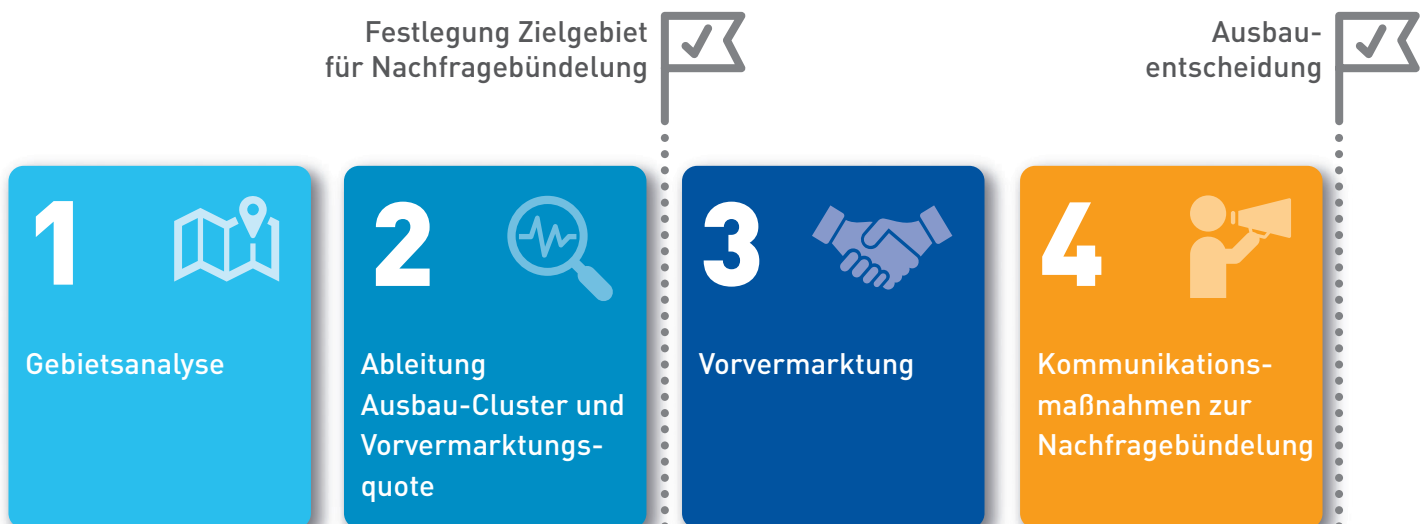 Festlegung Zielgebiet
für Nachfragebündelung
Ausbau-
entscheidung
1
Gebietsanalyse
2
Ableitung
Ausbau-Cluster und
Vorvermarktungs-
quote
3
Vorvermarktung
4
Kommunikations-
maßnahmen zur
Nachfragebündelung